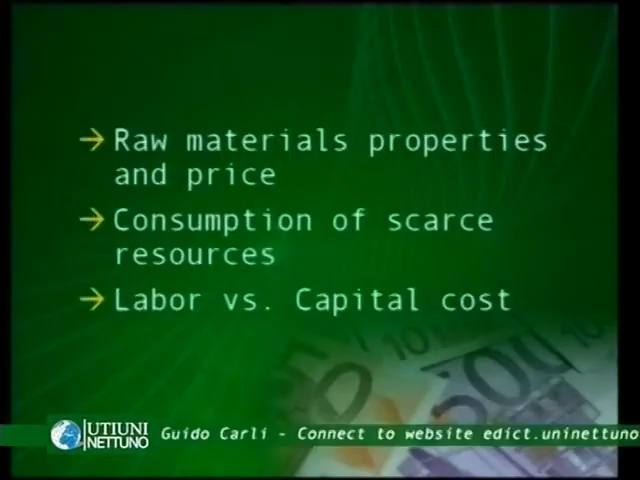 → Raw materials properties
and price
→ Consumption of scarce
resources
→ Labor vs. Capital cost
500
UTIUNI
NETTUNO
Guido Carli - Connect to website edict.uninettuno